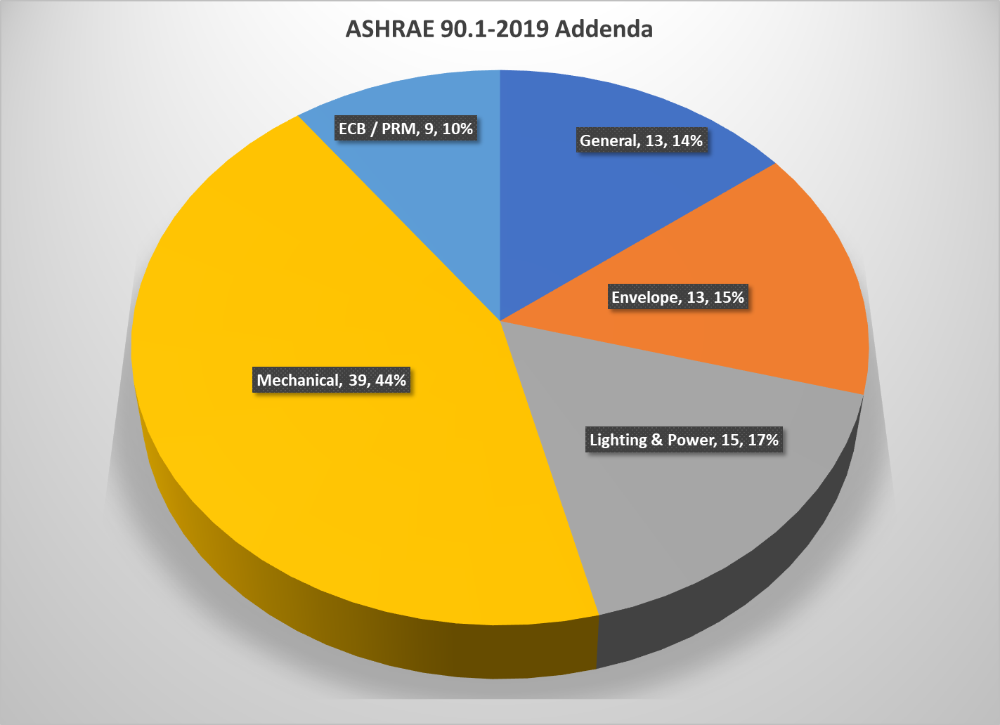 ASHRAE 90.1-2019 Addenda
ECB / PRM, 9, 10%
General, 13, 14%
Envelope, 13, 15%
Mechanical, 39, 44%
Lighting & Power, 15, 17%